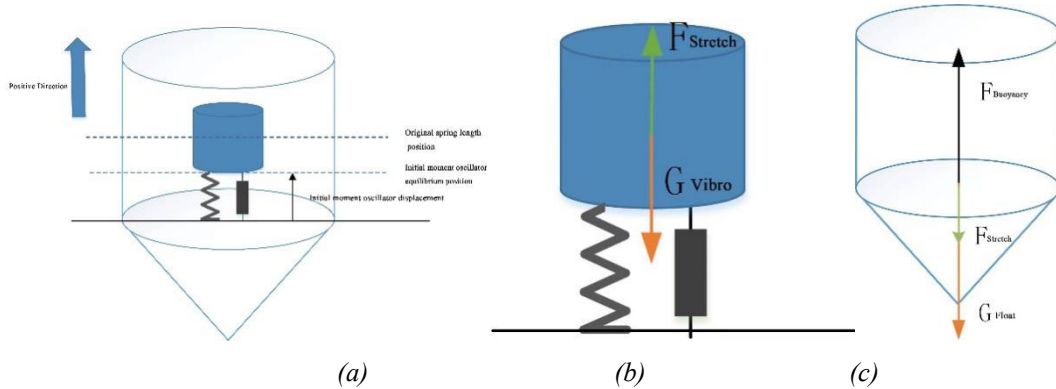 Positive Direction
Original spring length
position
Initial moment oscillator
equilibrium position
Initial moment oscillator displacement
F Stretch
G Vibro
F Buoyancy
F Stretch
G Float
(a)
(b)
(c)